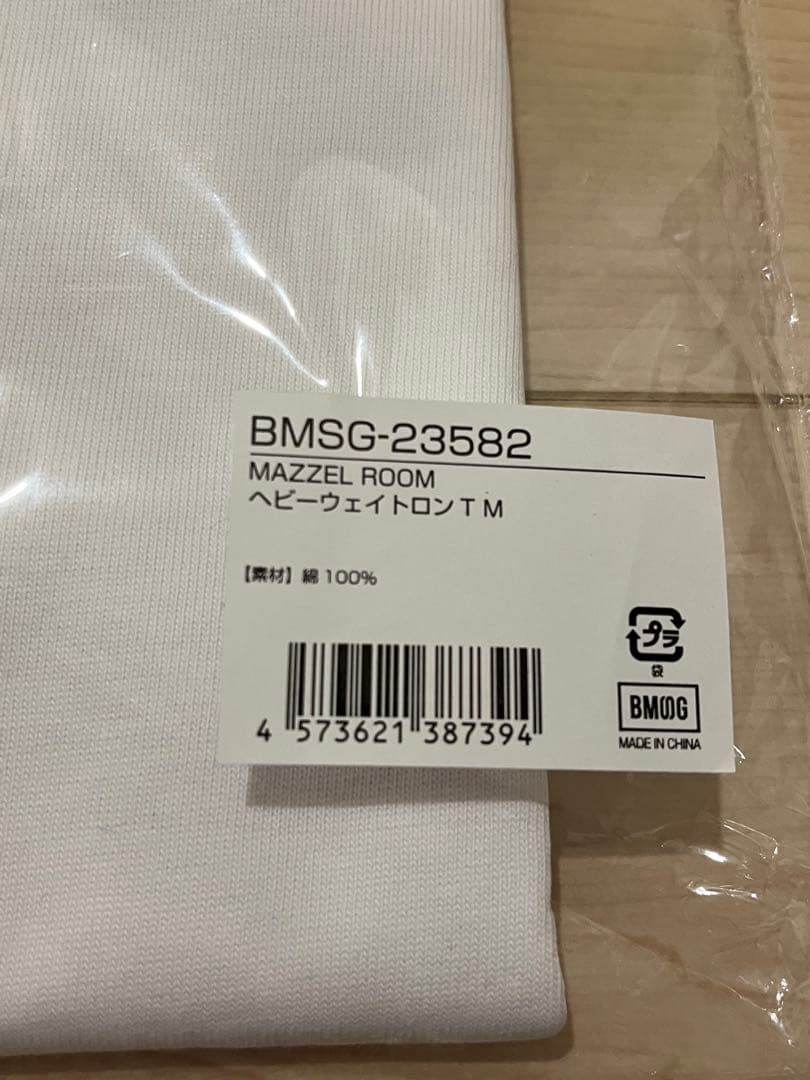 BMSG-23582
MAZZEL ROOM
ヘビーウェイトロンT M
【素材】綿 100%
プラ
袋
4 573621 387394
BMSG
MADE IN CHINA